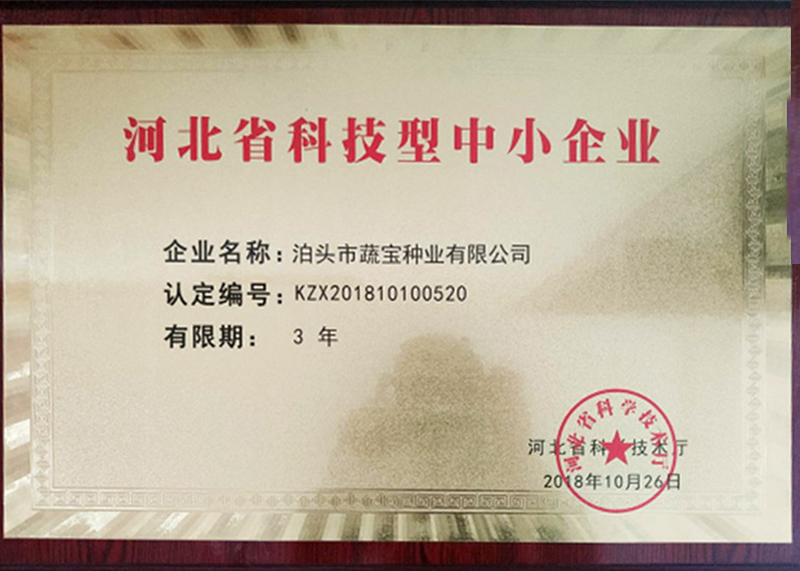 河北省科技型中小企业
企业名称：泊头市蔬宝种业有限公司
认定编号：KZX201810100520
有限期： 3 年
河北省科学技术厅
河北省科学技术厅
2018年10月26日